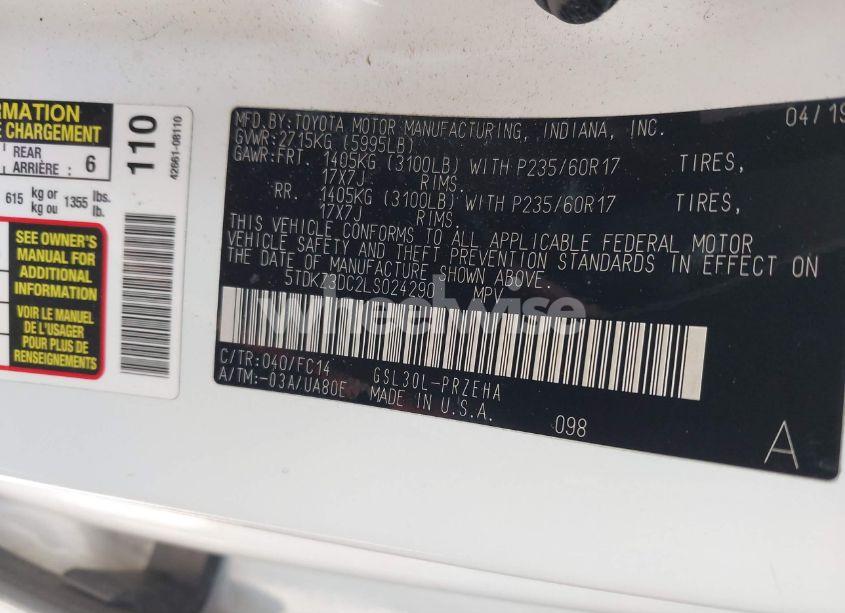 RMATION
E CHARGEMENT
REAR
ARRIÈRE : 6
615 kg or
kg ou 1355 lbs.
lb.
SEE OWNER'S
MANUAL FOR
ADDITIONAL
INFORMATION
VOIR LE MANUEL
DE L'USAGER
POUR PLUS DE
RENSEIGNEMENTS
110
42661-08110
MFD.BY:TOYOTA MOTOR MANUFACTURING, INDIANA, INC. 04/19
GVWR:2715KG (5995LB)
GAWR:FRT. 1405KG (3100LB) WITH P235/60R17 TIRES,
17X7J RIMS.
RR. 1405KG (3100LB) WITH P235/60R17 TIRES,
17X7J RIMS.
THIS VEHICLE CONFORMS TO ALL APPLICABLE FEDERAL MOTOR
VEHICLE SAFETY AND THEFT PREVENTION STANDARDS IN EFFECT ON
THE DATE OF MANUFACTURE SHOWN ABOVE.
5TDKZ3DC2LS024290 MPV
wheelwise
C/TR:040/FC14 GSL30L-PRZEHA
A/TM:-03A/UA80E MADE IN U.S.A.
098
A